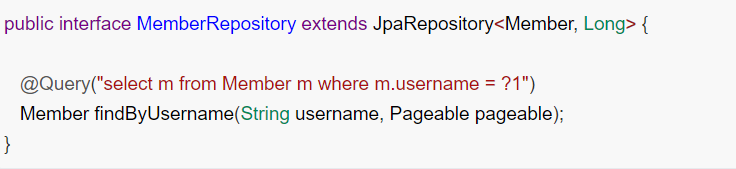 public interface MemberRepository extends JpaRepository<Member, Long> {
@Query("select m from Member m where m.username = ?1")
Member findByUsername(String username, Pageable pageable);
}